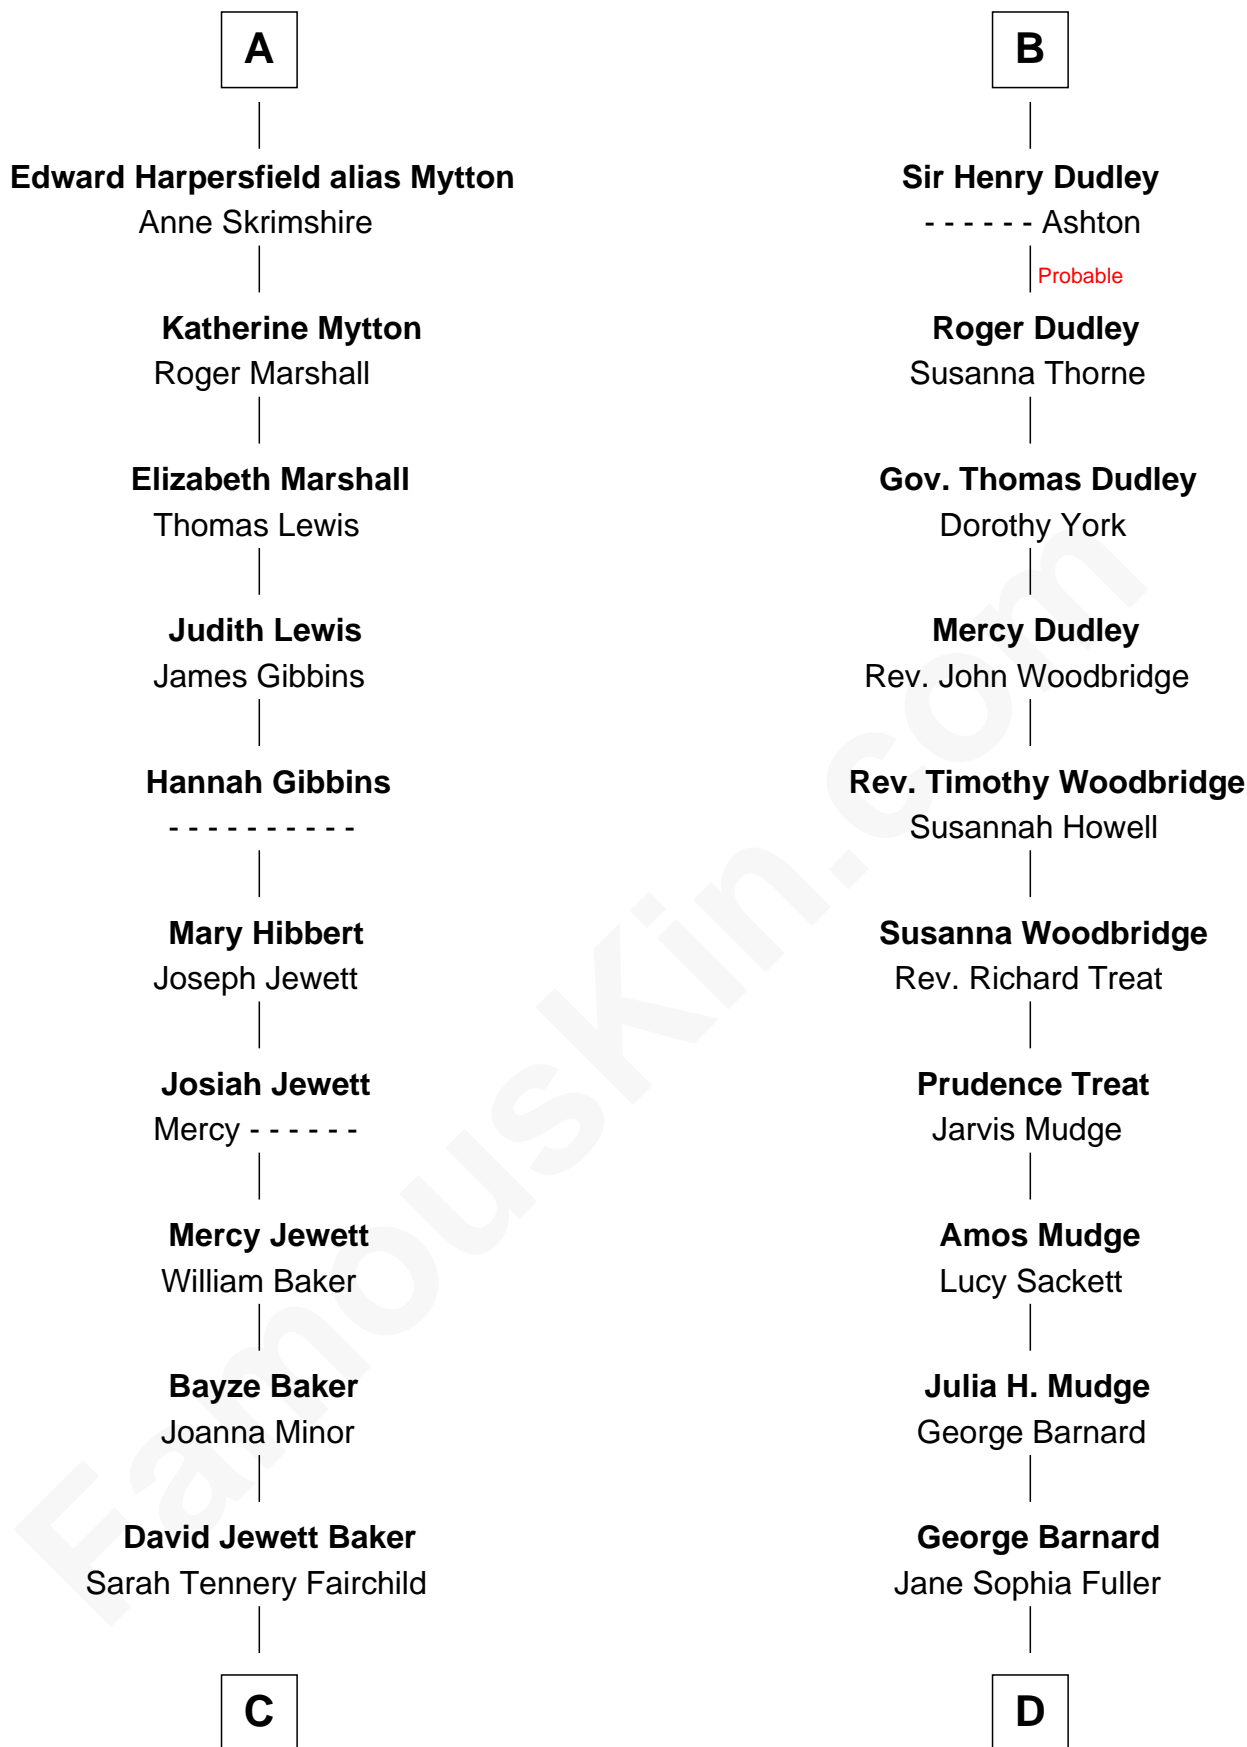 A
Edward Harpersfield alias Mytton
Anne Skrimshire
Katherine Mytton
Roger Marshall
Elizabeth Marshall
Thomas Lewis
Judith Lewis
James Gibbins
Hannah Gibbins
- - - - - - - - - -
Mary Hibbert
Joseph Jewett
Josiah Jewett
Mercy - - - - - -
Mercy Jewett
William Baker
Bayze Baker
Joanna Minor
David Jewett Baker
Sarah Tennery Fairchild
C
B
Sir Henry Dudley
- - - - - - Ashton
Probable
Roger Dudley
Susanna Thorne
Gov. Thomas Dudley
Dorothy York
Mercy Dudley
Rev. John Woodbridge
Rev. Timothy Woodbridge
Susannah Howell
Susanna Woodbridge
Rev. Richard Treat
Prudence Treat
Jarvis Mudge
Amos Mudge
Lucy Sackett
Julia H. Mudge
George Barnard
George Barnard
Jane Sophia Fuller
D
FamousKin.com